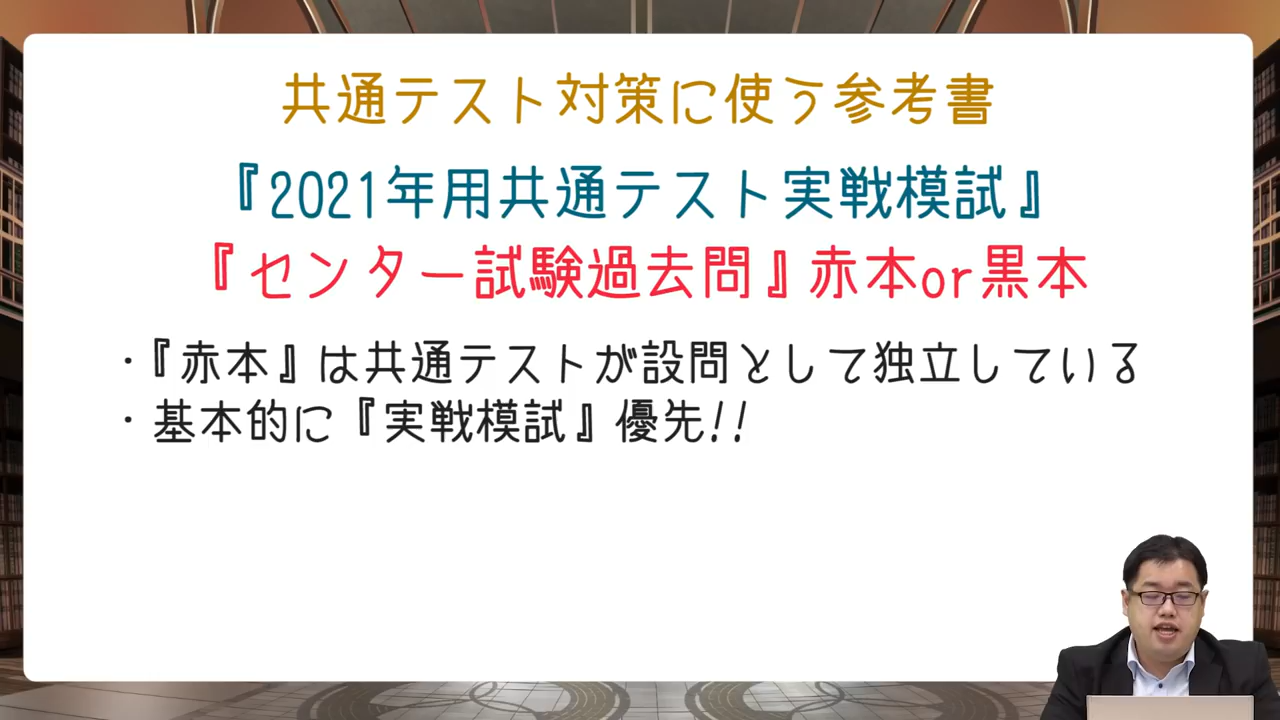 共通テスト対策に使う参考書
『2021年用共通テスト実戦模試』
『センター試験過去問』赤本or黒本
・『赤本』は共通テストが設問として独立している
・基本的に『実戦模試』優先!!